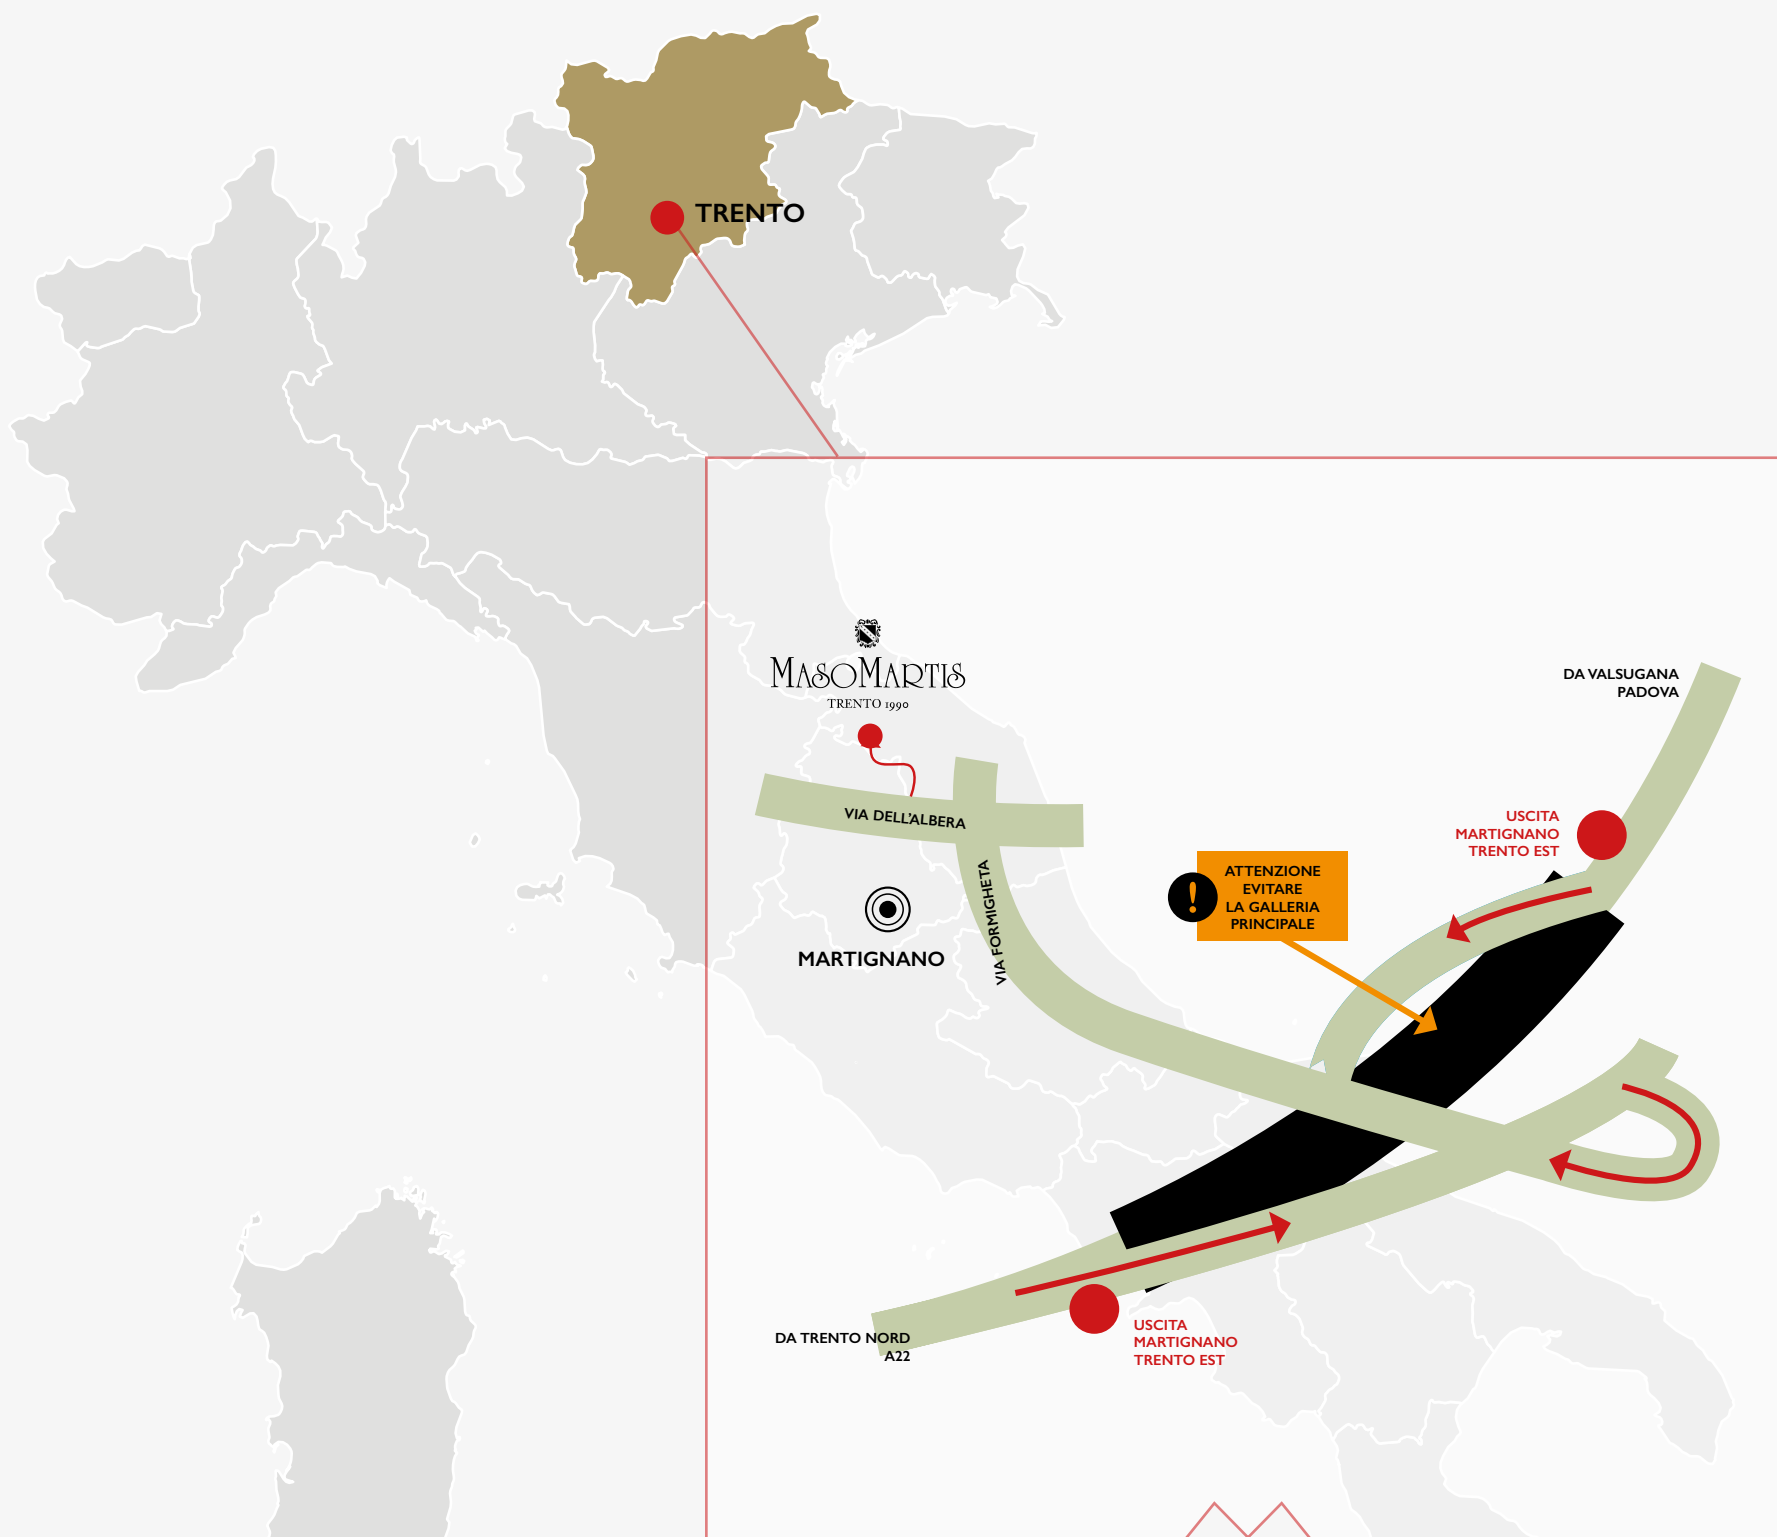 TRENTO
MASOMARTIS
TRENTO 1990
DA VALSUGANA
PADOVA
VIA DELL'ALBERA
USCITA
MARTIGNANO
TRENTO EST
!
ATTENZIONE
EVITARE
LA GALLERIA
PRINCIPALE
VIA FORMIGHETA
MARTIGNANO
DA TRENTO NORD
A22
USCITA
MARTIGNANO
TRENTO EST